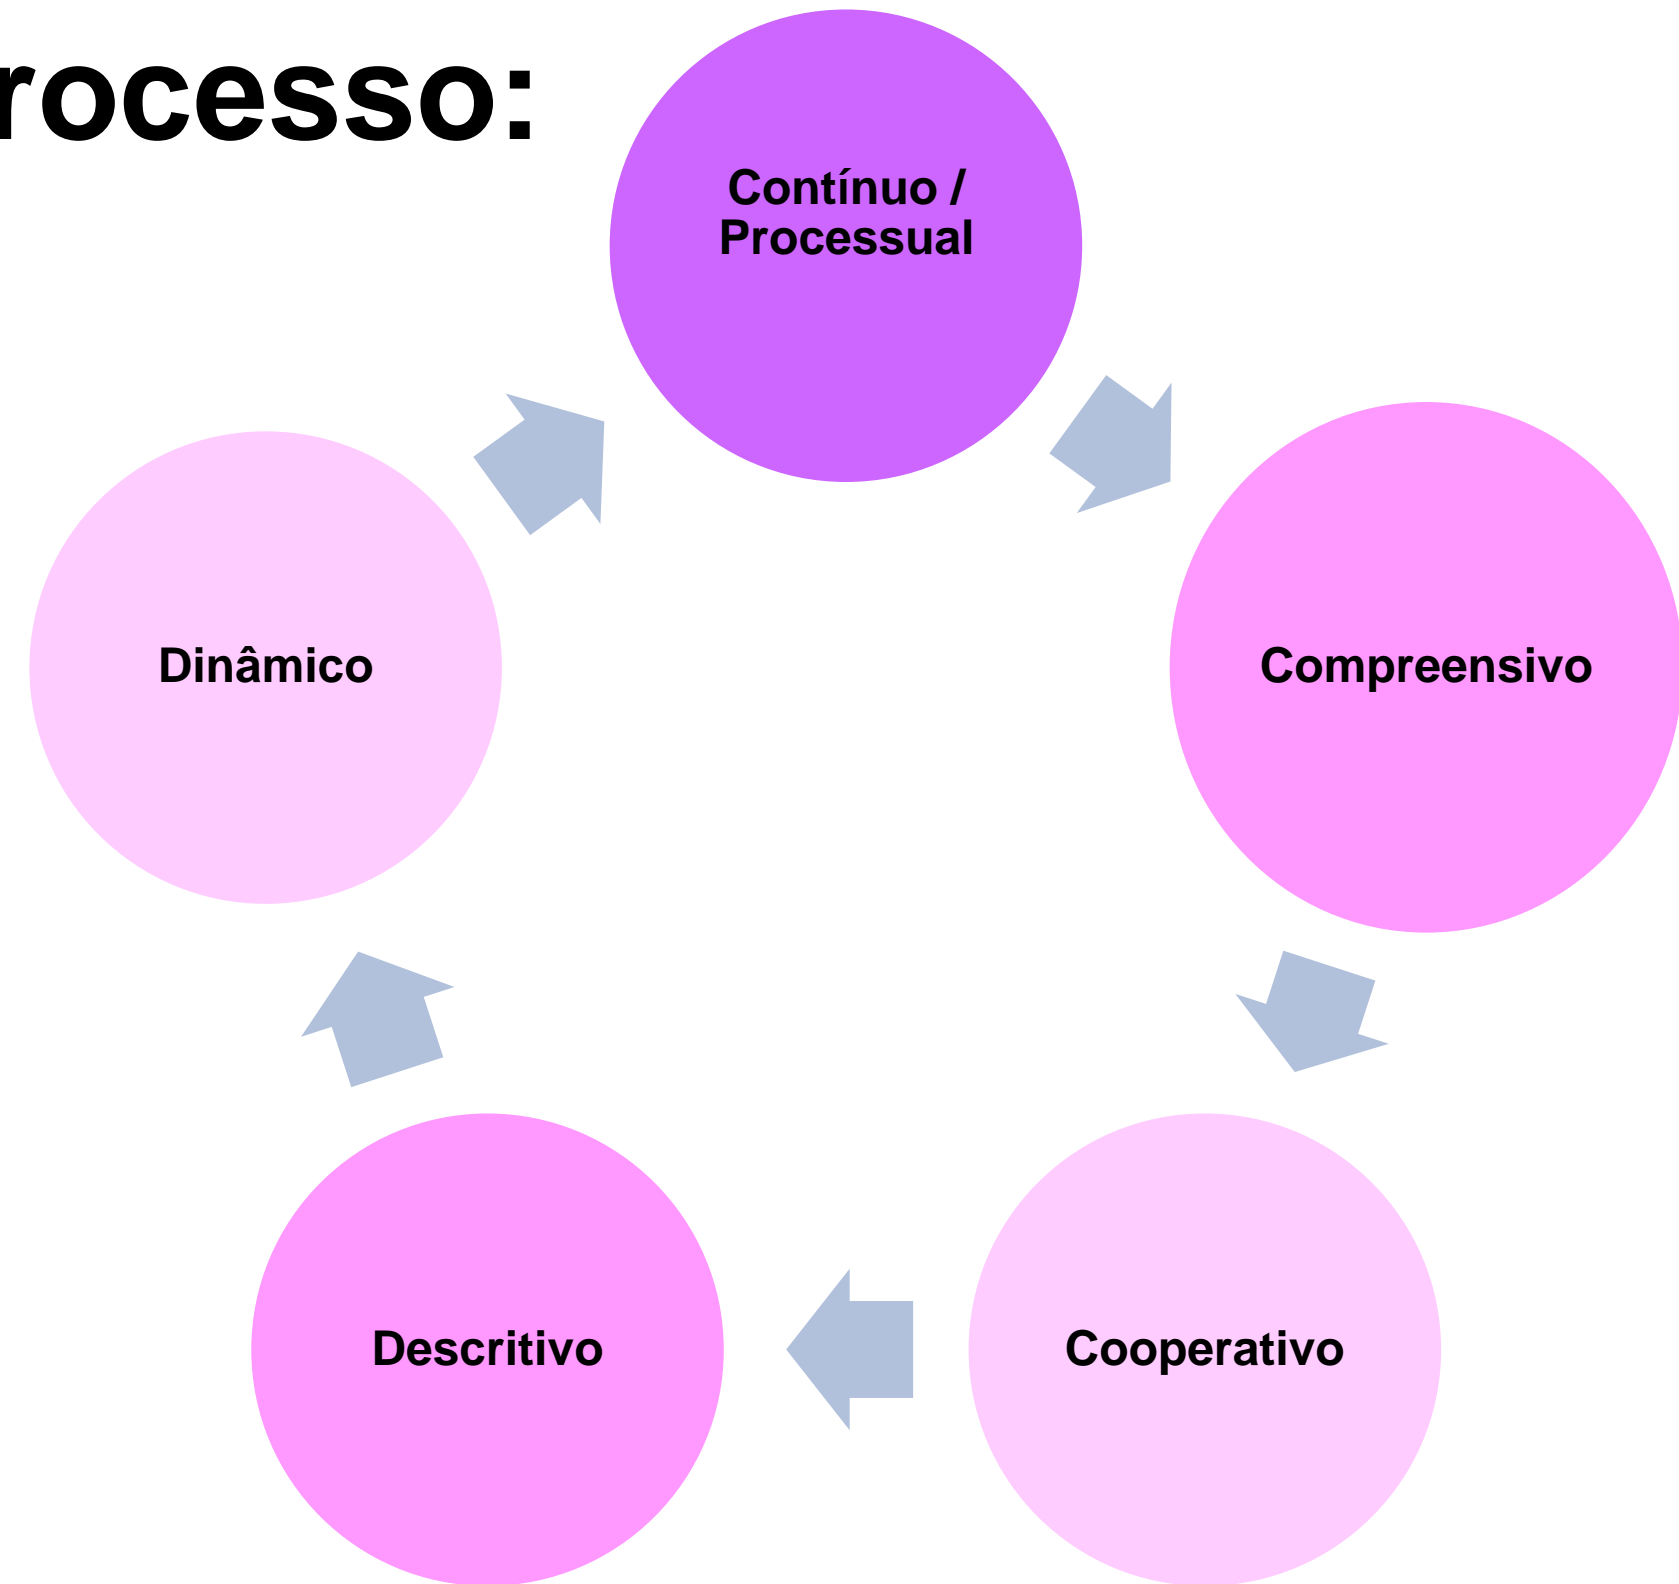 rocesso:
Contínuo /
Processual
Dinâmico
Compreensivo
Descritivo
Cooperativo